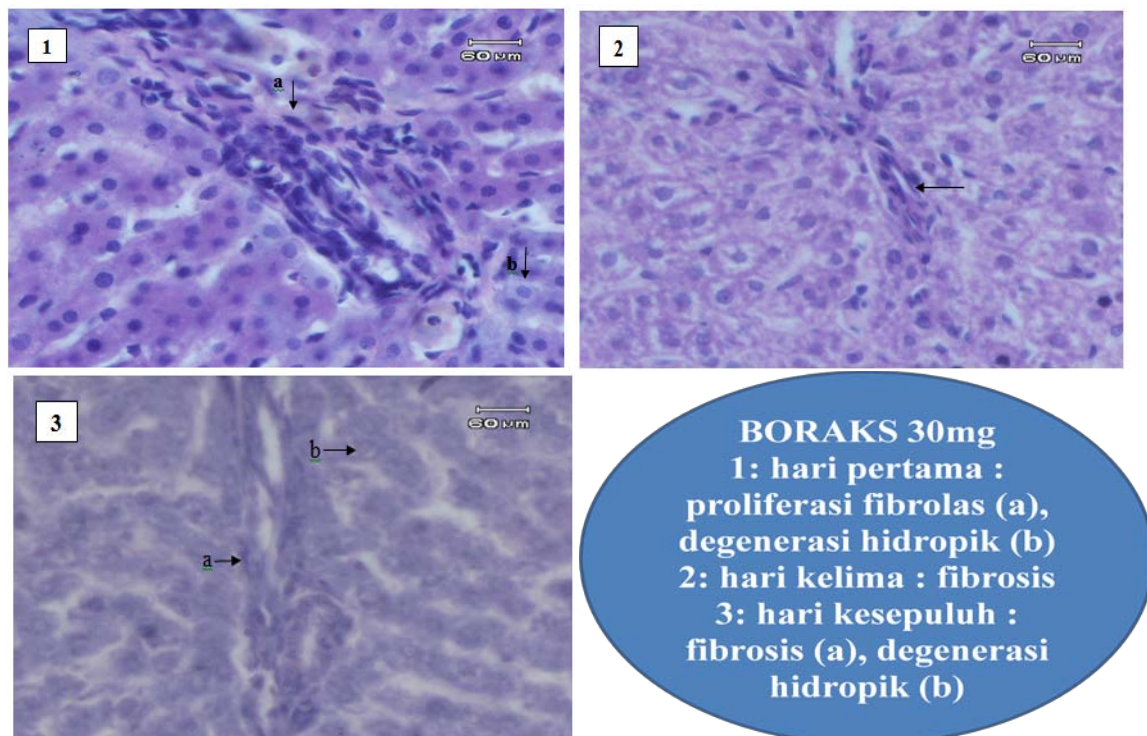 1
60 µm
a
b
2
60 µm
3
60 µm
b
a
BORAKS 30mg
1: hari pertama :
proliferasi fibrolas (a),
degenerasi hidropik (b)
2: hari kelima : fibrosis
3: hari kesepuluh :
fibrosis (a), degenerasi
hidropik (b)